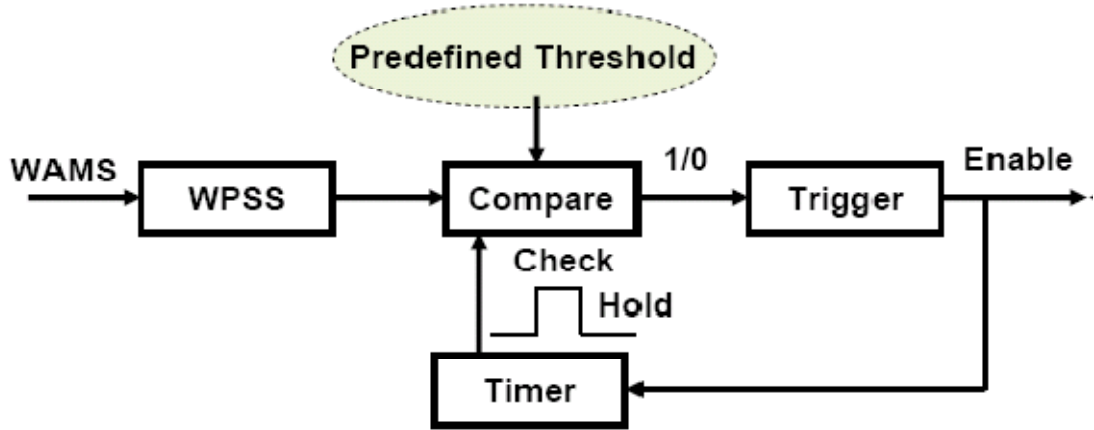 Predefined Threshold
WAMS
WPSS
Compare
1/0
Trigger
Enable
Check
Hold
Timer